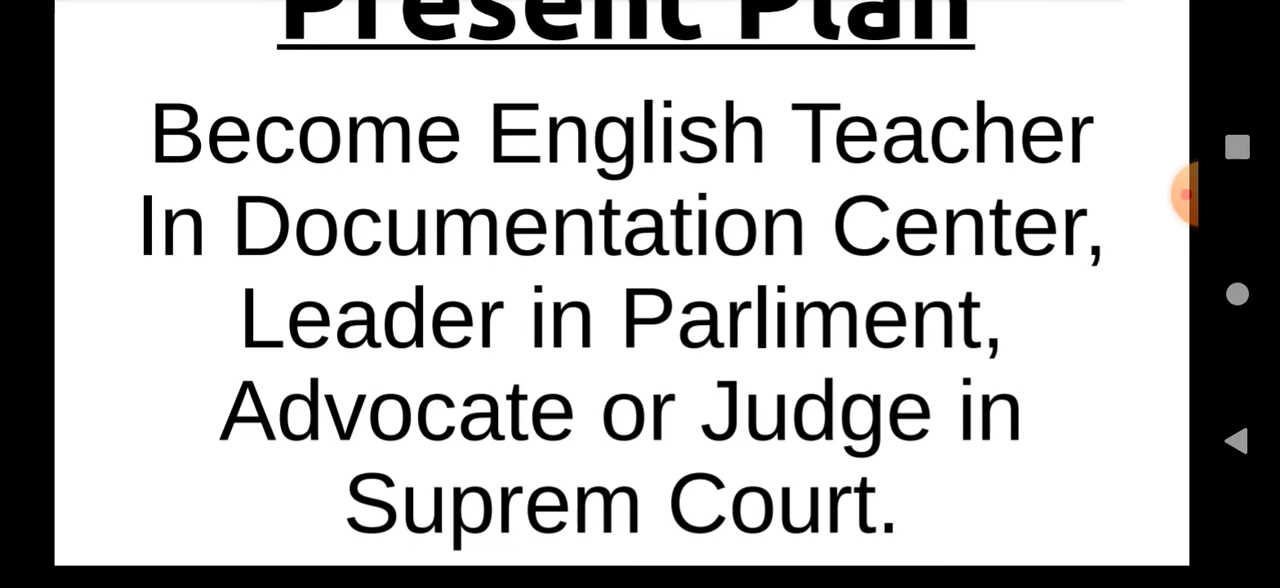 Present Plan
Become English Teacher
In Documentation Center,
Leader in Parliment,
Advocate or Judge in
Suprem Court.